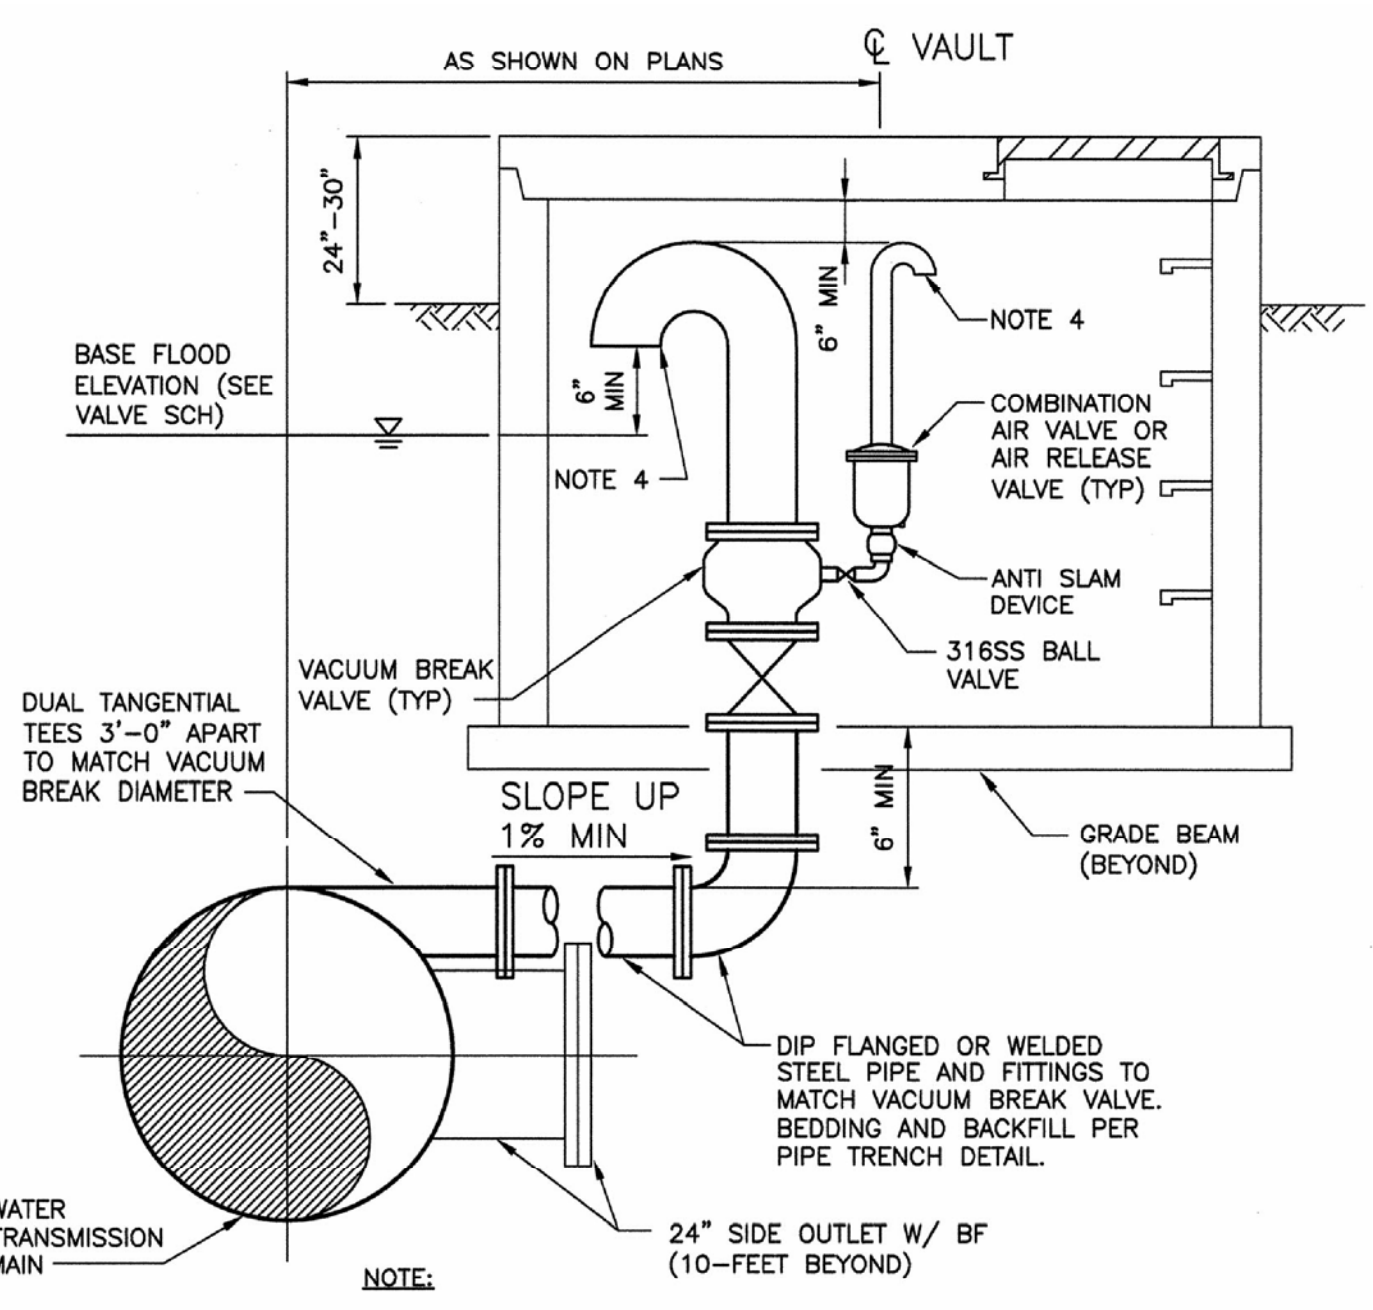 AS SHOWN ON PLANS
℄ VAULT
24"-30"
6" MIN
NOTE 4
BASE FLOOD
ELEVATION (SEE
VALVE SCH)
6"
MIN
NOTE 4
COMBINATION
AIR VALVE OR
AIR RELEASE
VALVE (TYP)
ANTI SLAM
DEVICE
316SS BALL
VALVE
VACUUM BREAK
VALVE (TYP)
DUAL TANGENTIAL
TEES 3'-0" APART
TO MATCH VACUUM
BREAK DIAMETER
SLOPE UP
1% MIN
6" MIN
GRADE BEAM
(BEYOND)
DIP FLANGED OR WELDED
STEEL PIPE AND FITTINGS TO
MATCH VACUUM BREAK VALVE.
BEDDING AND BACKFILL PER
PIPE TRENCH DETAIL.
WATER
TRANSMISSION
MAIN
24" SIDE OUTLET W/ BF
(10-FEET BEYOND)
NOTE: